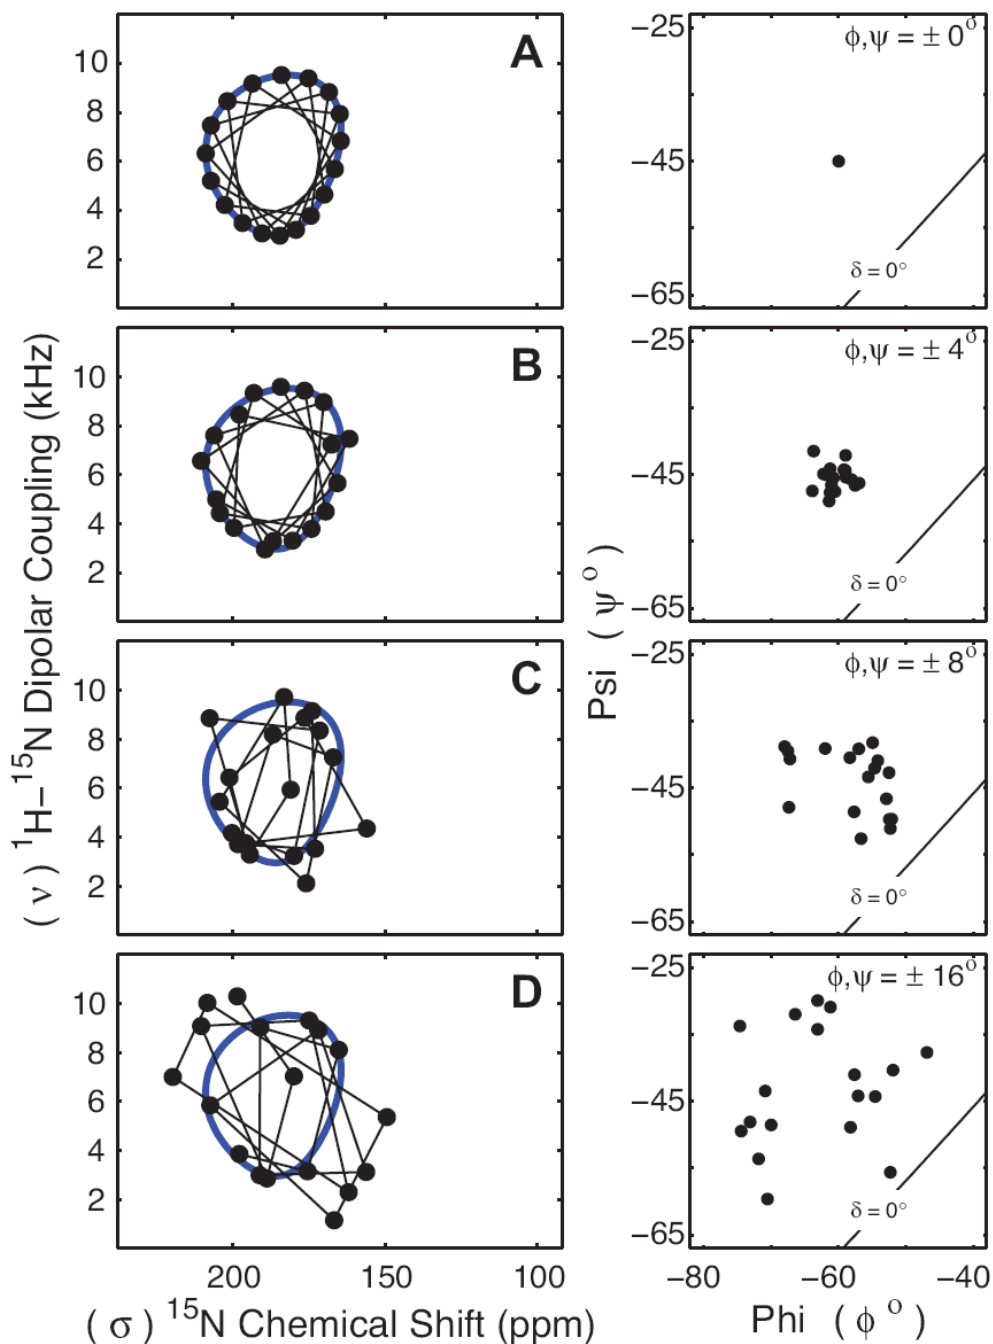 A
10
8
6
4
2
−25
−45
−65
ϕ,ψ = ± 0°
δ = 0°
B
10
8
6
4
2
−25
−45
−65
ϕ,ψ = ± 4°
δ = 0°
C
10
8
6
4
2
−25
−45
−65
ϕ,ψ = ± 8°
δ = 0°
D
10
8
6
4
2
−25
−45
−65
ϕ,ψ = ± 16°
δ = 0°
200 150 100
−80 −60 −40
( ν ) ¹H−¹⁵N Dipolar Coupling (kHz)
Psi ( ψ° )
( σ ) ¹⁵N Chemical Shift (ppm)
Phi ( ϕ° )